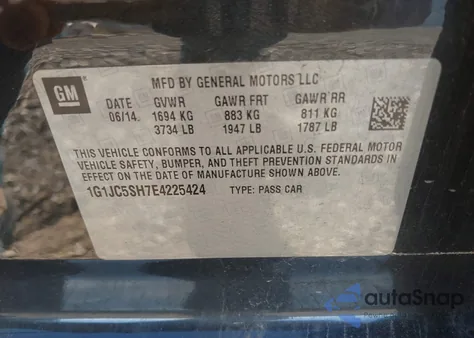 GM
MFD BY GENERAL MOTORS LLC
DATE GVWR GAWR FRT GAWR RR
06/14 1694 KG 883 KG 811 KG
3734 LB 1947 LB 1787 LB
THIS VEHICLE CONFORMS TO ALL APPLICABLE U.S. FEDERAL MOTOR
VEHICLE SAFETY, BUMPER, AND THEFT PREVENTION STANDARDS IN
EFFECT ON THE DATE OF MANUFACTURE SHOWN ABOVE.
1G1JC5SH7E4225424 TYPE: PASS CAR
autoSnap